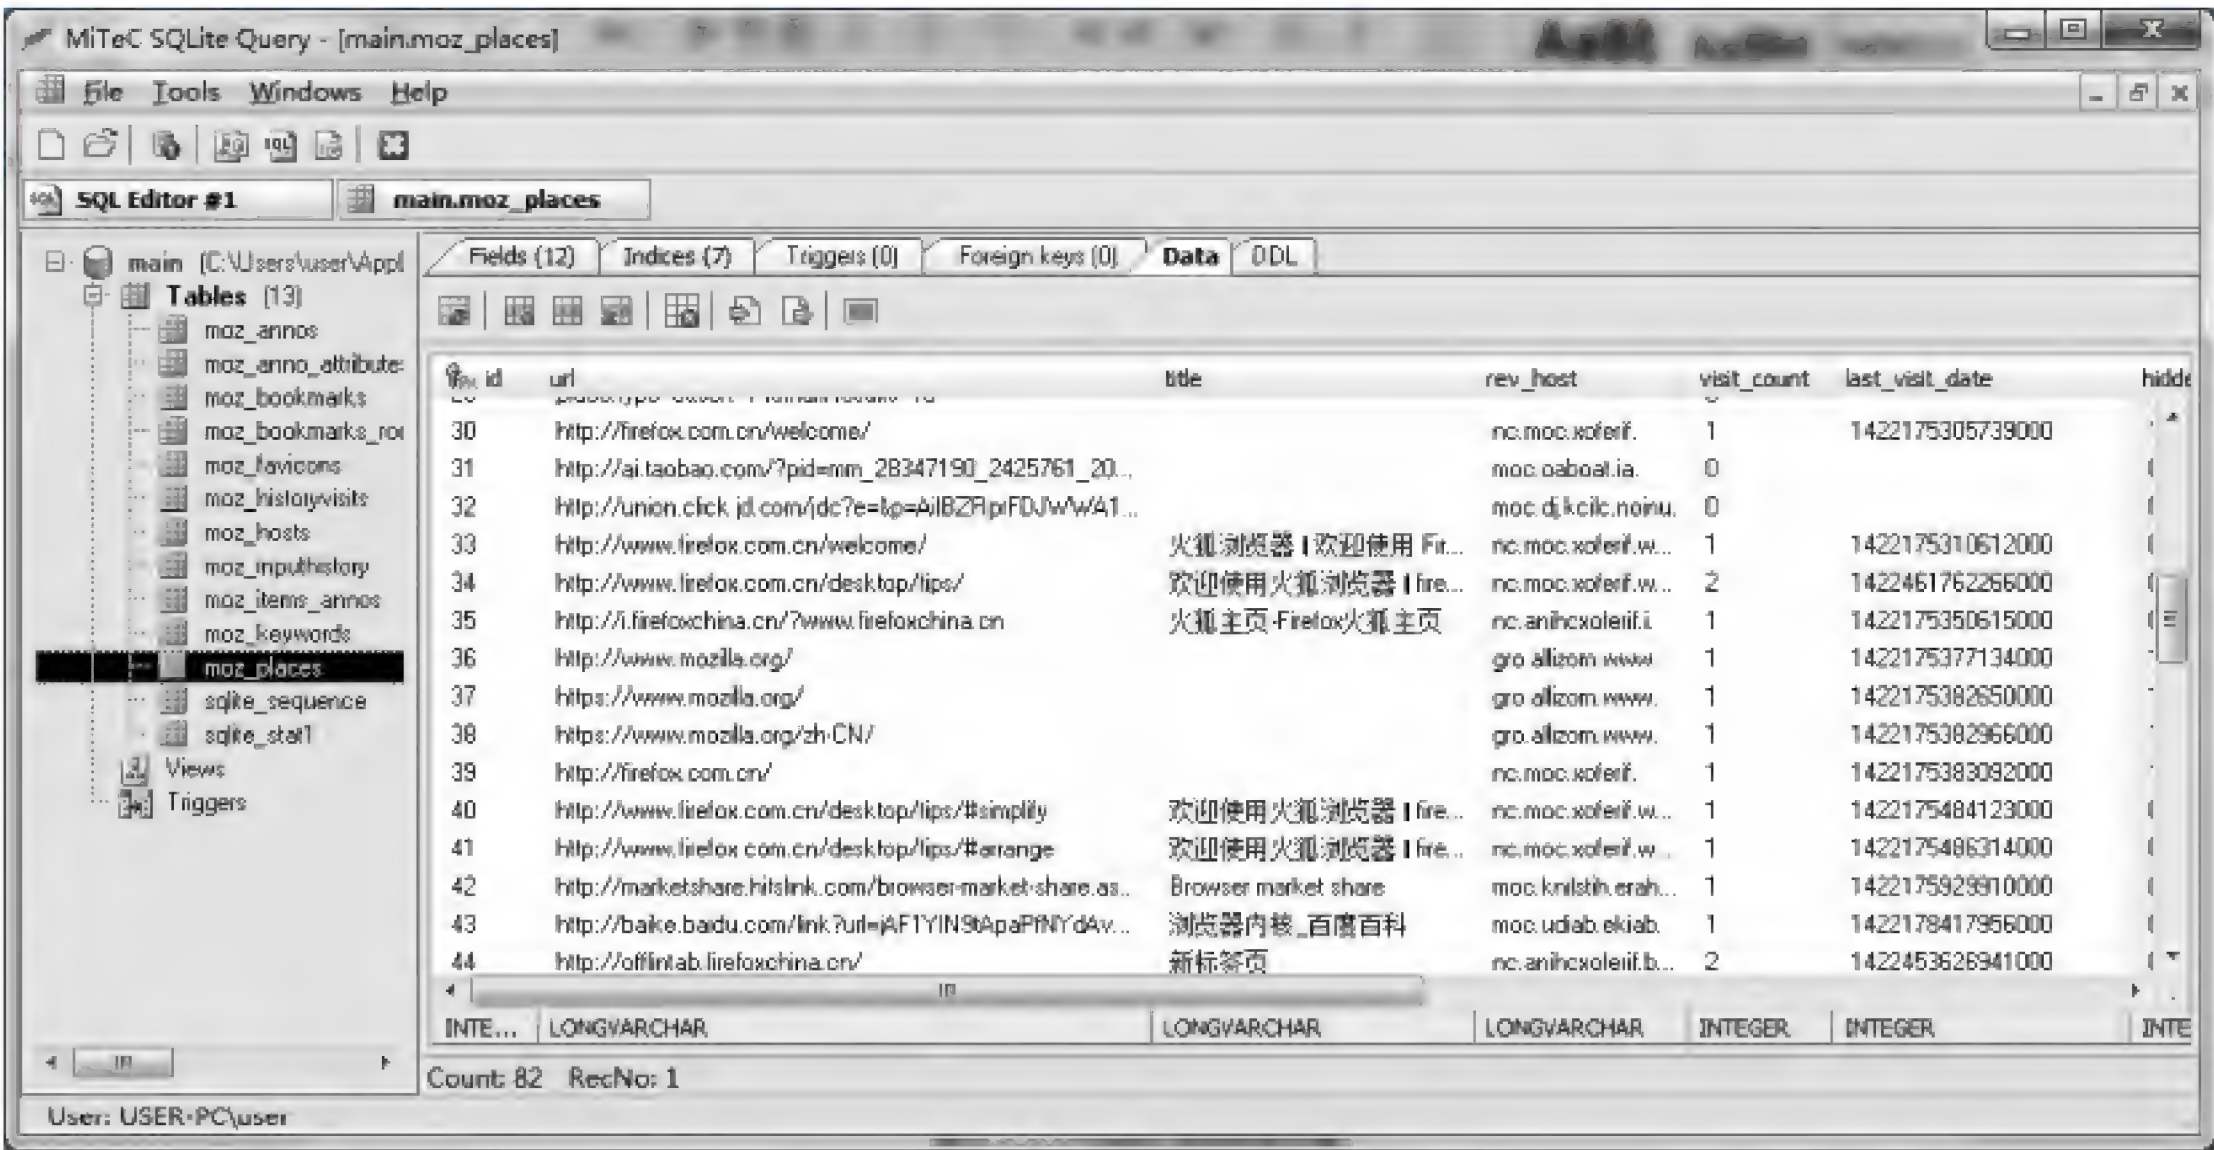 MiTeC SQLite Query - [main.moz_places]
File Tools Windows Help
SQL Editor #1 main.moz_places
main (C:\Users\user\Appl
Tables (13)
moz_annos
moz_anno_attribute
moz_bookmarks
moz_bookmarks_roo
moz_favicons
moz_historyvisits
moz_hosts
moz_inputhistory
moz_items_annos
moz_keywords
moz_places
sqlite_sequence
sqlite_stat1
Views
Triggers
Fields (12) Indices (7) Triggers (0) Foreign keys (0) Data DDL
id url title rev_host visit_count last_visit_date hidde
30 http://firefox.com.cn/welcome/ nc.moc.xoferif. 1 1422175305739000
31 http://ai.taobao.com/?pid=mm_28347190_2425761_20... moc.oaboat.ia. 0
32 moc.dj.kcilc.noinu. 0
33 http://www.firefox.com.cn/welcome/ 火狐浏览器 | 欢迎使用 Fir... nc.moc.xoferif.w... 1 1422175310612000
34 http://www.firefox.com.cn/desktop/tips/ 欢迎使用火狐浏览器 | fire... nc.moc.xoferif.w... 2 1422461762266000
35 http://i.firefoxchina.cn/?www.firefoxchina.cn 火狐主页-Firefox火狐主页 nc.anihcxoferif.i. 1 1422175350615000
36 http://www.mozilla.org/ gro.allizom.www. 1 1422175377134000
37 https://www.mozilla.org/ gro.allizom.www. 1 1422175382650000
38 https://www.mozilla.org/zh-CN/ gro.allizom.www. 1 1422175382966000
39 http://firefox.com.cn/ nc.moc.xoferif. 1 1422175383092000
40 http://www.firefox.com.cn/desktop/tips/#simplify 欢迎使用火狐浏览器 | fire... nc.moc.xoferif.w... 1 1422175484123000
41 http://www.firefox.com.cn/desktop/tips/#arrange 欢迎使用火狐浏览器 | fire... nc.moc.xoferif.w... 1 1422175486314000
42 http://marketshare.hitslink.com/browser-market-share.as... Browser market share moc.knilstih.erah... 1 1422175929910000
43 浏览器内核_百度百科 moc.udiab.ekiab. 1 1422178417956000
44 http://offlintab.firefoxchina.cn/ 新标签页 nc.anihcxoferif.b... 2 1422453626941000
INTE... LONGVARCHAR LONGVARCHAR LONGVARCHAR INTEGER INTEGER INTE
Count: 82 RecNo: 1
User: USER-PC\user